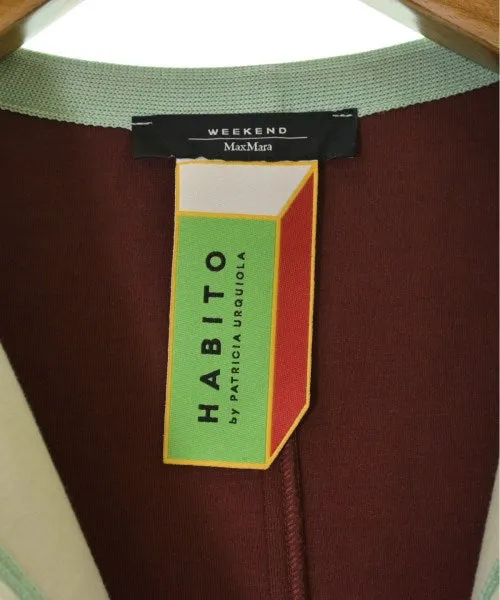 WEEKEND
MaxMara
HABITO
by PATRICIA URQUIOLA